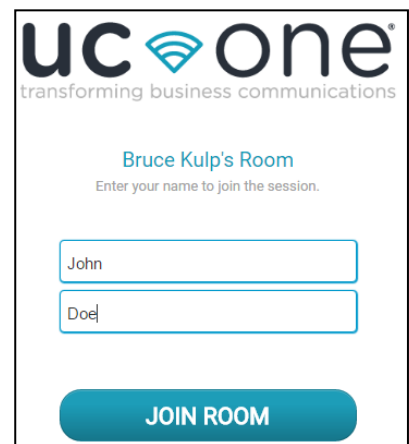 uc one®
transforming business communications
Bruce Kulp's Room
Enter your name to join the session.
John
Doe
JOIN ROOM